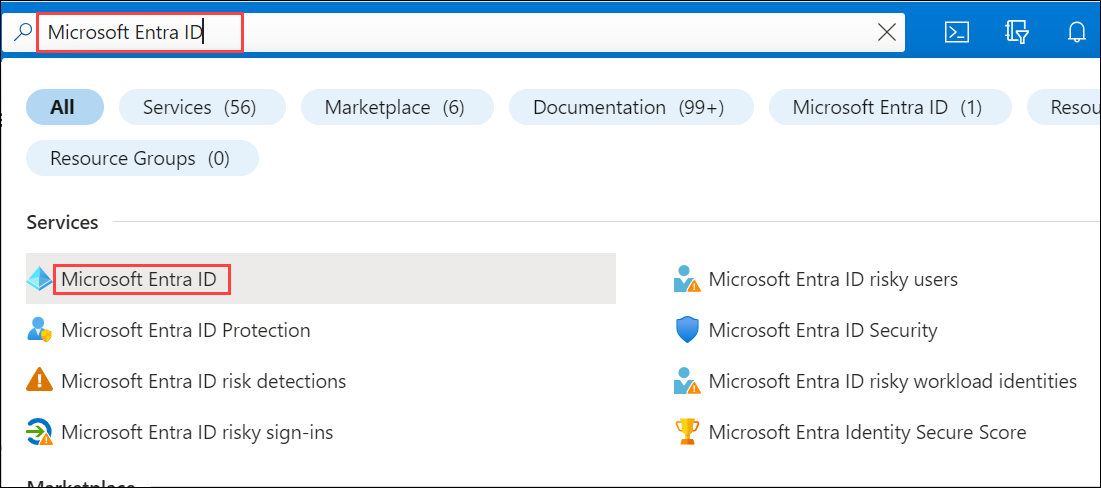 Microsoft Entra ID
All Services (56) Marketplace (6) Documentation (99+) Microsoft Entra ID (1) Resou
Resource Groups (0)
Services
Microsoft Entra ID Microsoft Entra ID risky users
Microsoft Entra ID Protection Microsoft Entra ID Security
Microsoft Entra ID risk detections Microsoft Entra ID risky workload identities
Microsoft Entra ID risky sign-ins Microsoft Entra Identity Secure Score
Marketplace